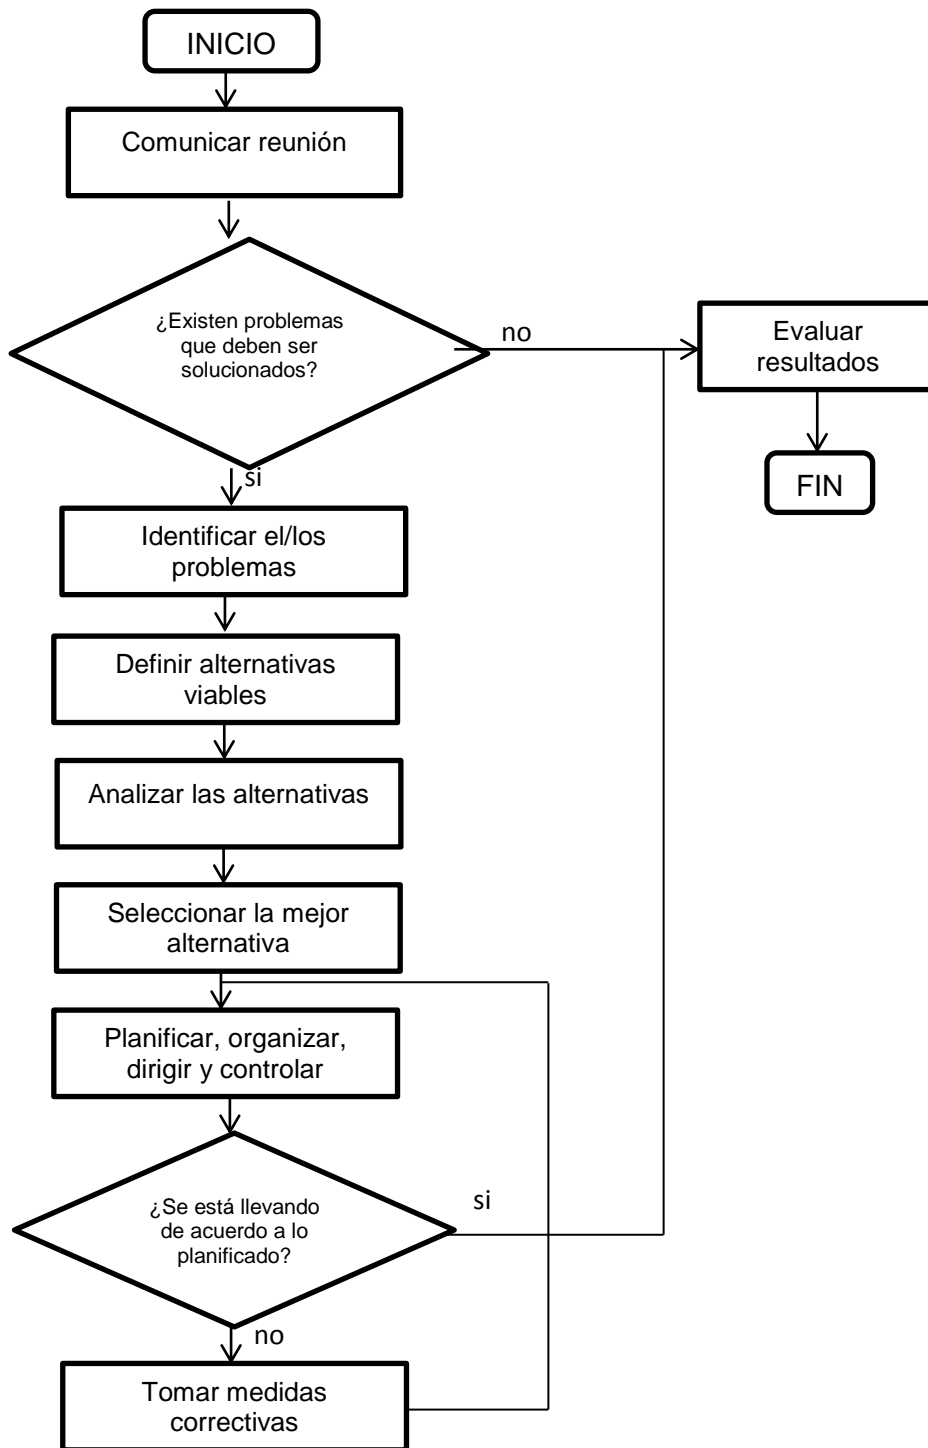 INICIO
Comunicar reunión
¿Existen problemas
que deben ser
solucionados?
no
Evaluar
resultados
FIN
si
Identificar el/los
problemas
Definir alternativas
viables
Analizar las alternativas
Seleccionar la mejor
alternativa
Planificar, organizar,
dirigir y controlar
¿Se está llevando
de acuerdo a lo
planificado?
si
no
Tomar medidas
correctivas